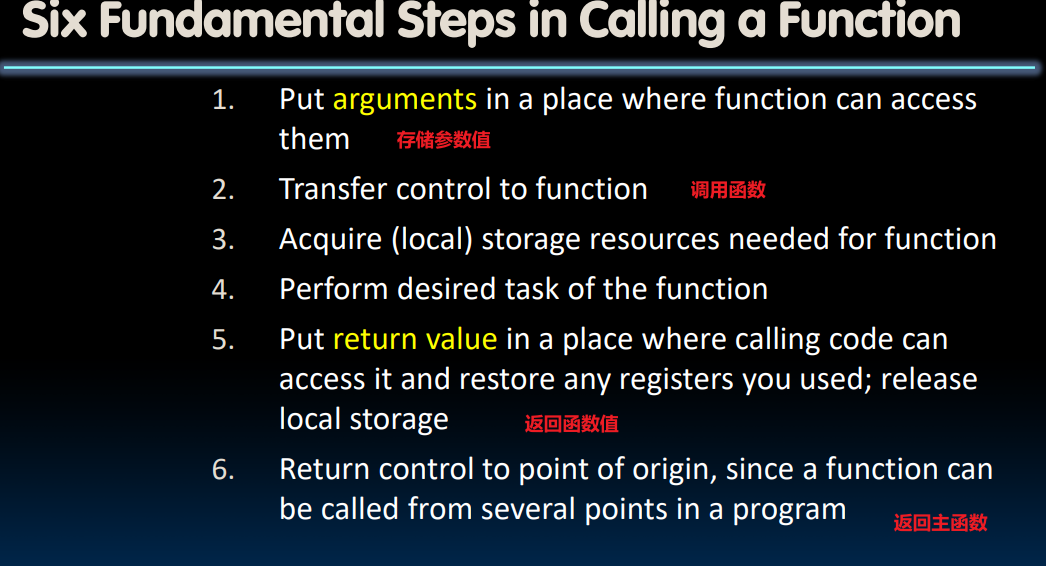 Six Fundamental Steps in Calling a Function
1. Put arguments in a place where function can access
them 存储参数值
2. Transfer control to function 调用函数
3. Acquire (local) storage resources needed for function
4. Perform desired task of the function
5. Put return value in a place where calling code can
access it and restore any registers you used; release
local storage 返回函数值
6. Return control to point of origin, since a function can
be called from several points in a program 返回主函数